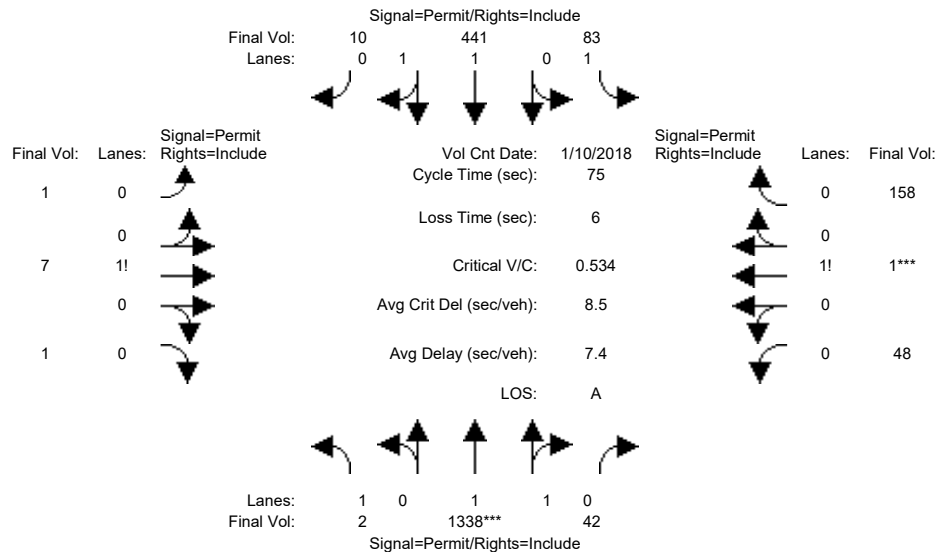 Signal=Permit/Rights=Include
Final Vol: 10 441 83
Lanes: 0 1 1 0 1
Signal=Permit
Final Vol: Lanes: Rights=Include
Vol Cnt Date: 1/10/2018
Signal=Permit
Rights=Include Lanes: Final Vol:
Cycle Time (sec): 75
1 0
0 158
Loss Time (sec): 6
0
0
7 1!
Critical V/C: 0.534
1! 1***
0
Avg Crit Del (sec/veh): 8.5
0
1 0
Avg Delay (sec/veh): 7.4
0 48
LOS: A
Lanes: 1 0 1 1 0
Final Vol: 2 1338*** 42
Signal=Permit/Rights=Include